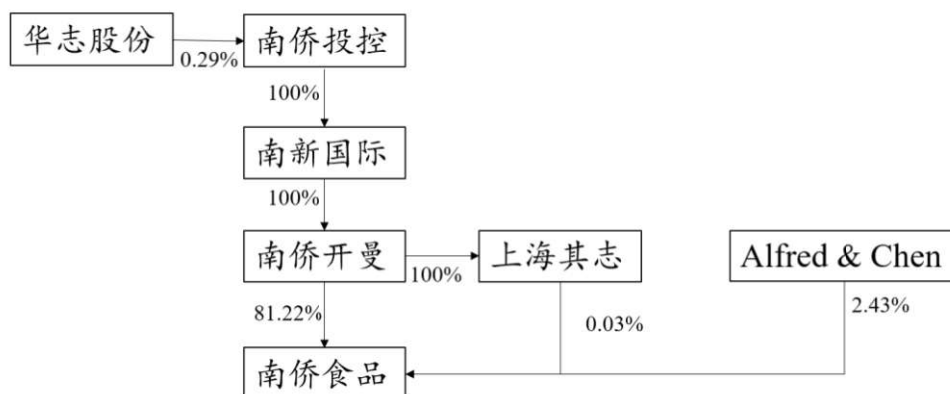 华志股份
南侨投控
0.29%
100%
南新国际
100%
南侨开曼
上海其志
Alfred & Chen
100%
81.22%
0.03%
2.43%
南侨食品